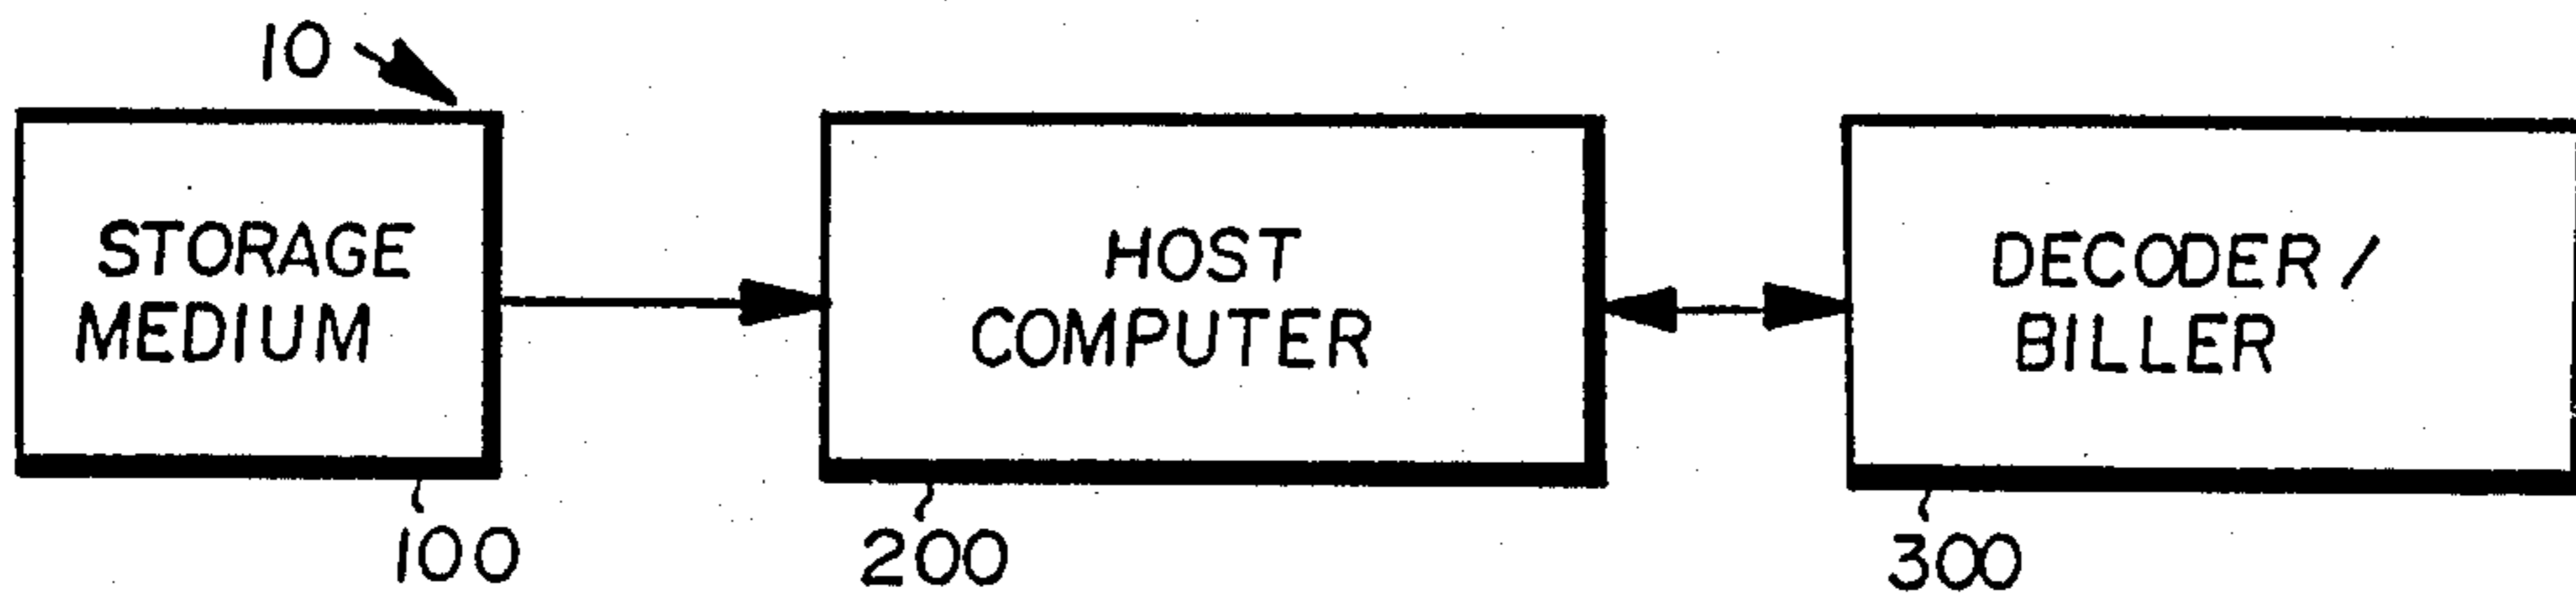 10
STORAGE
MEDIUM
HOST
COMPUTER
DECODER /
BILLER
100
200
300